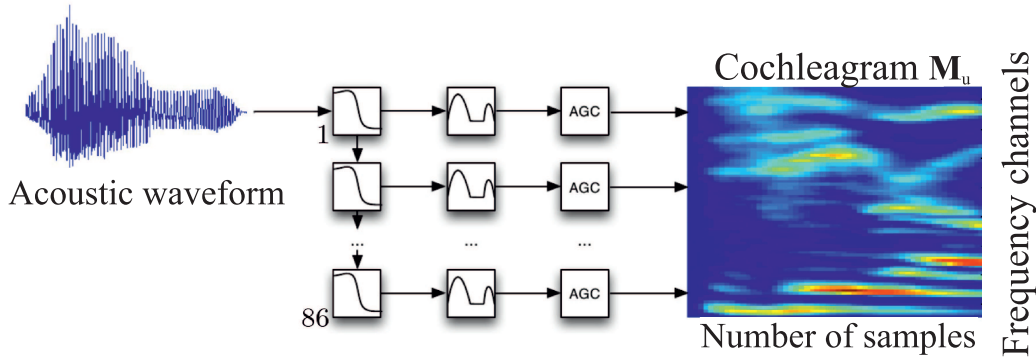 Cochleagram Mᵤ
Frequency channels
1
AGC
Acoustic waveform
AGC
... ... ...
86
AGC
Number of samples